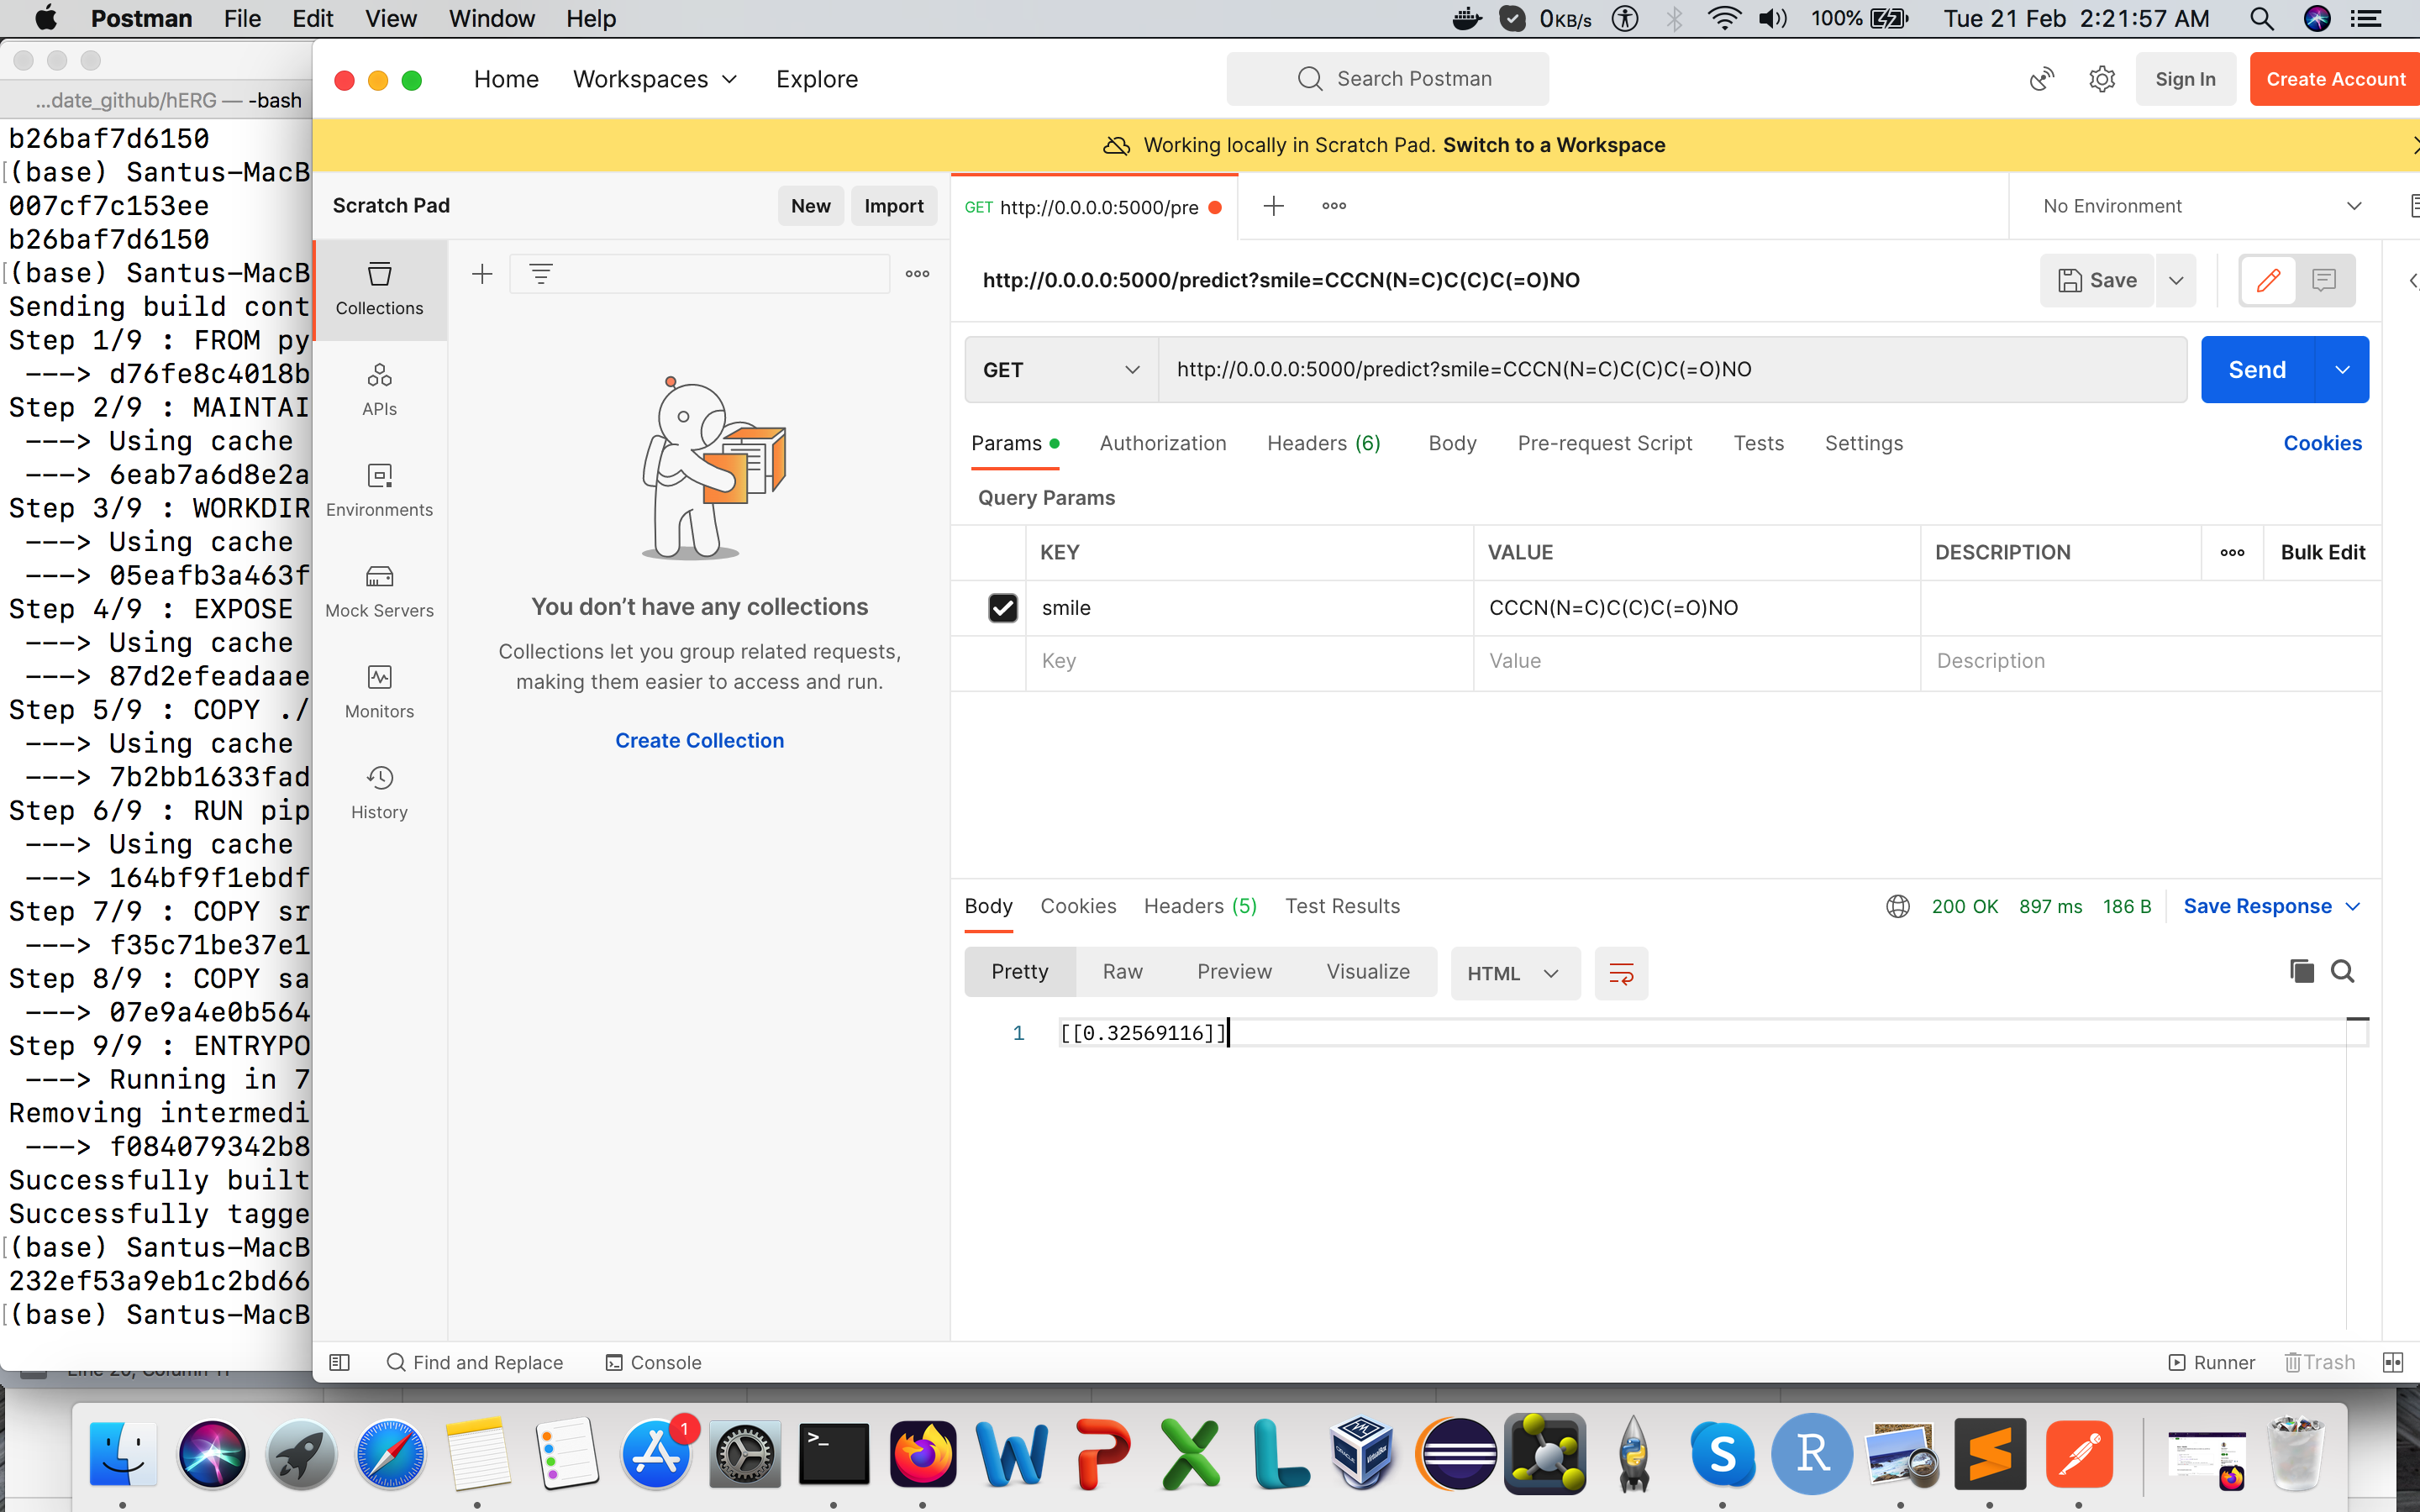 Postman File Edit View Window Help 0KB/s 100% Tue 21 Feb 2:21:57 AM
...date_github/hERG — -bash
b26baf7d6150
(base) Santus-MacB
007cf7c153ee
b26baf7d6150
(base) Santus-MacB
Sending build cont
Step 1/9 : FROM py
---> d76fe8c4018b
Step 2/9 : MAINTAI
---> Using cache
---> 6eab7a6d8e2a
Step 3/9 : WORKDIR
---> Using cache
---> 05eafb3a463f
Step 4/9 : EXPOSE
---> Using cache
---> 87d2efeadaae
Step 5/9 : COPY ./
---> Using cache
---> 7b2bb1633fad
Step 6/9 : RUN pip
---> Using cache
---> 164bf9f1ebdf
Step 7/9 : COPY sr
---> f35c71be37e1
Step 8/9 : COPY sa
---> 07e9a4e0b564
Step 9/9 : ENTRYPO
---> Running in 7
Removing intermedi
---> f084079342b8
Successfully built
Successfully tagge
(base) Santus-MacB
232ef53a9eb1c2bd66
(base) Santus-MacB
Home Workspaces Explore
Search Postman
Sign In
Create Account
Working locally in Scratch Pad. Switch to a Workspace
Scratch Pad
New
Import
Collections
APIs
Environments
Mock Servers
Monitors
History
You don’t have any collections
Collections let you group related requests,
making them easier to access and run.
Create Collection
GET http://0.0.0.0:5000/pre
No Environment
http://0.0.0.0:5000/predict?smile=CCCN(N=C)C(C)C(=O)NO
Save
GET http://0.0.0.0:5000/predict?smile=CCCN(N=C)C(C)C(=O)NO
Send
Params Authorization Headers (6) Body Pre-request Script Tests Settings Cookies
Query Params
KEY VALUE DESCRIPTION Bulk Edit
smile CCCN(N=C)C(C)C(=O)NO
Key Value Description
Body Cookies Headers (5) Test Results 200 OK 897 ms 186 B Save Response
Pretty Raw Preview Visualize HTML
1 [[0.32569116]]
Find and Replace Console Runner Trash
1